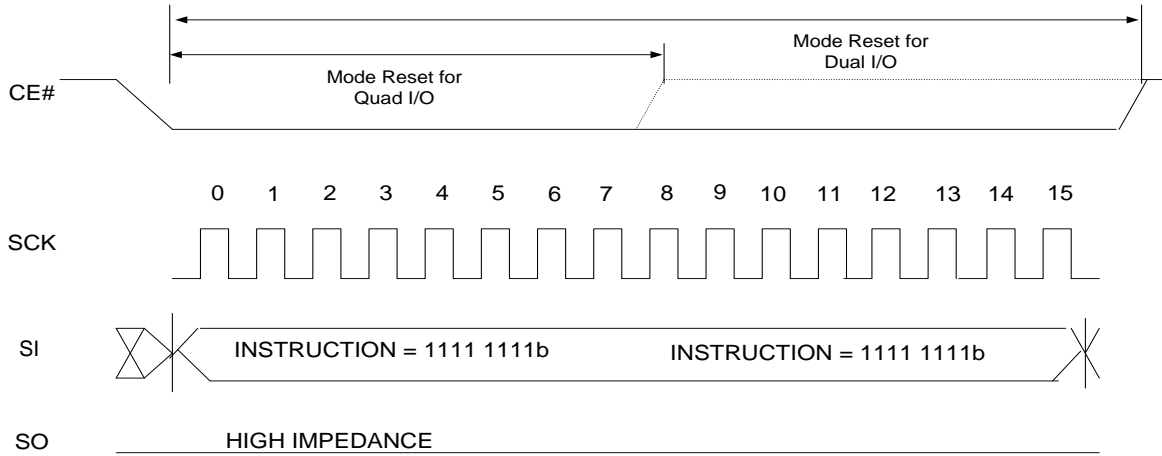 Mode Reset for
Dual I/O
Mode Reset for
Quad I/O
CE#
0 1 2 3 4 5 6 7 8 9 10 11 12 13 14 15
SCK
SI INSTRUCTION = 1111 1111b INSTRUCTION = 1111 1111b
SO HIGH IMPEDANCE